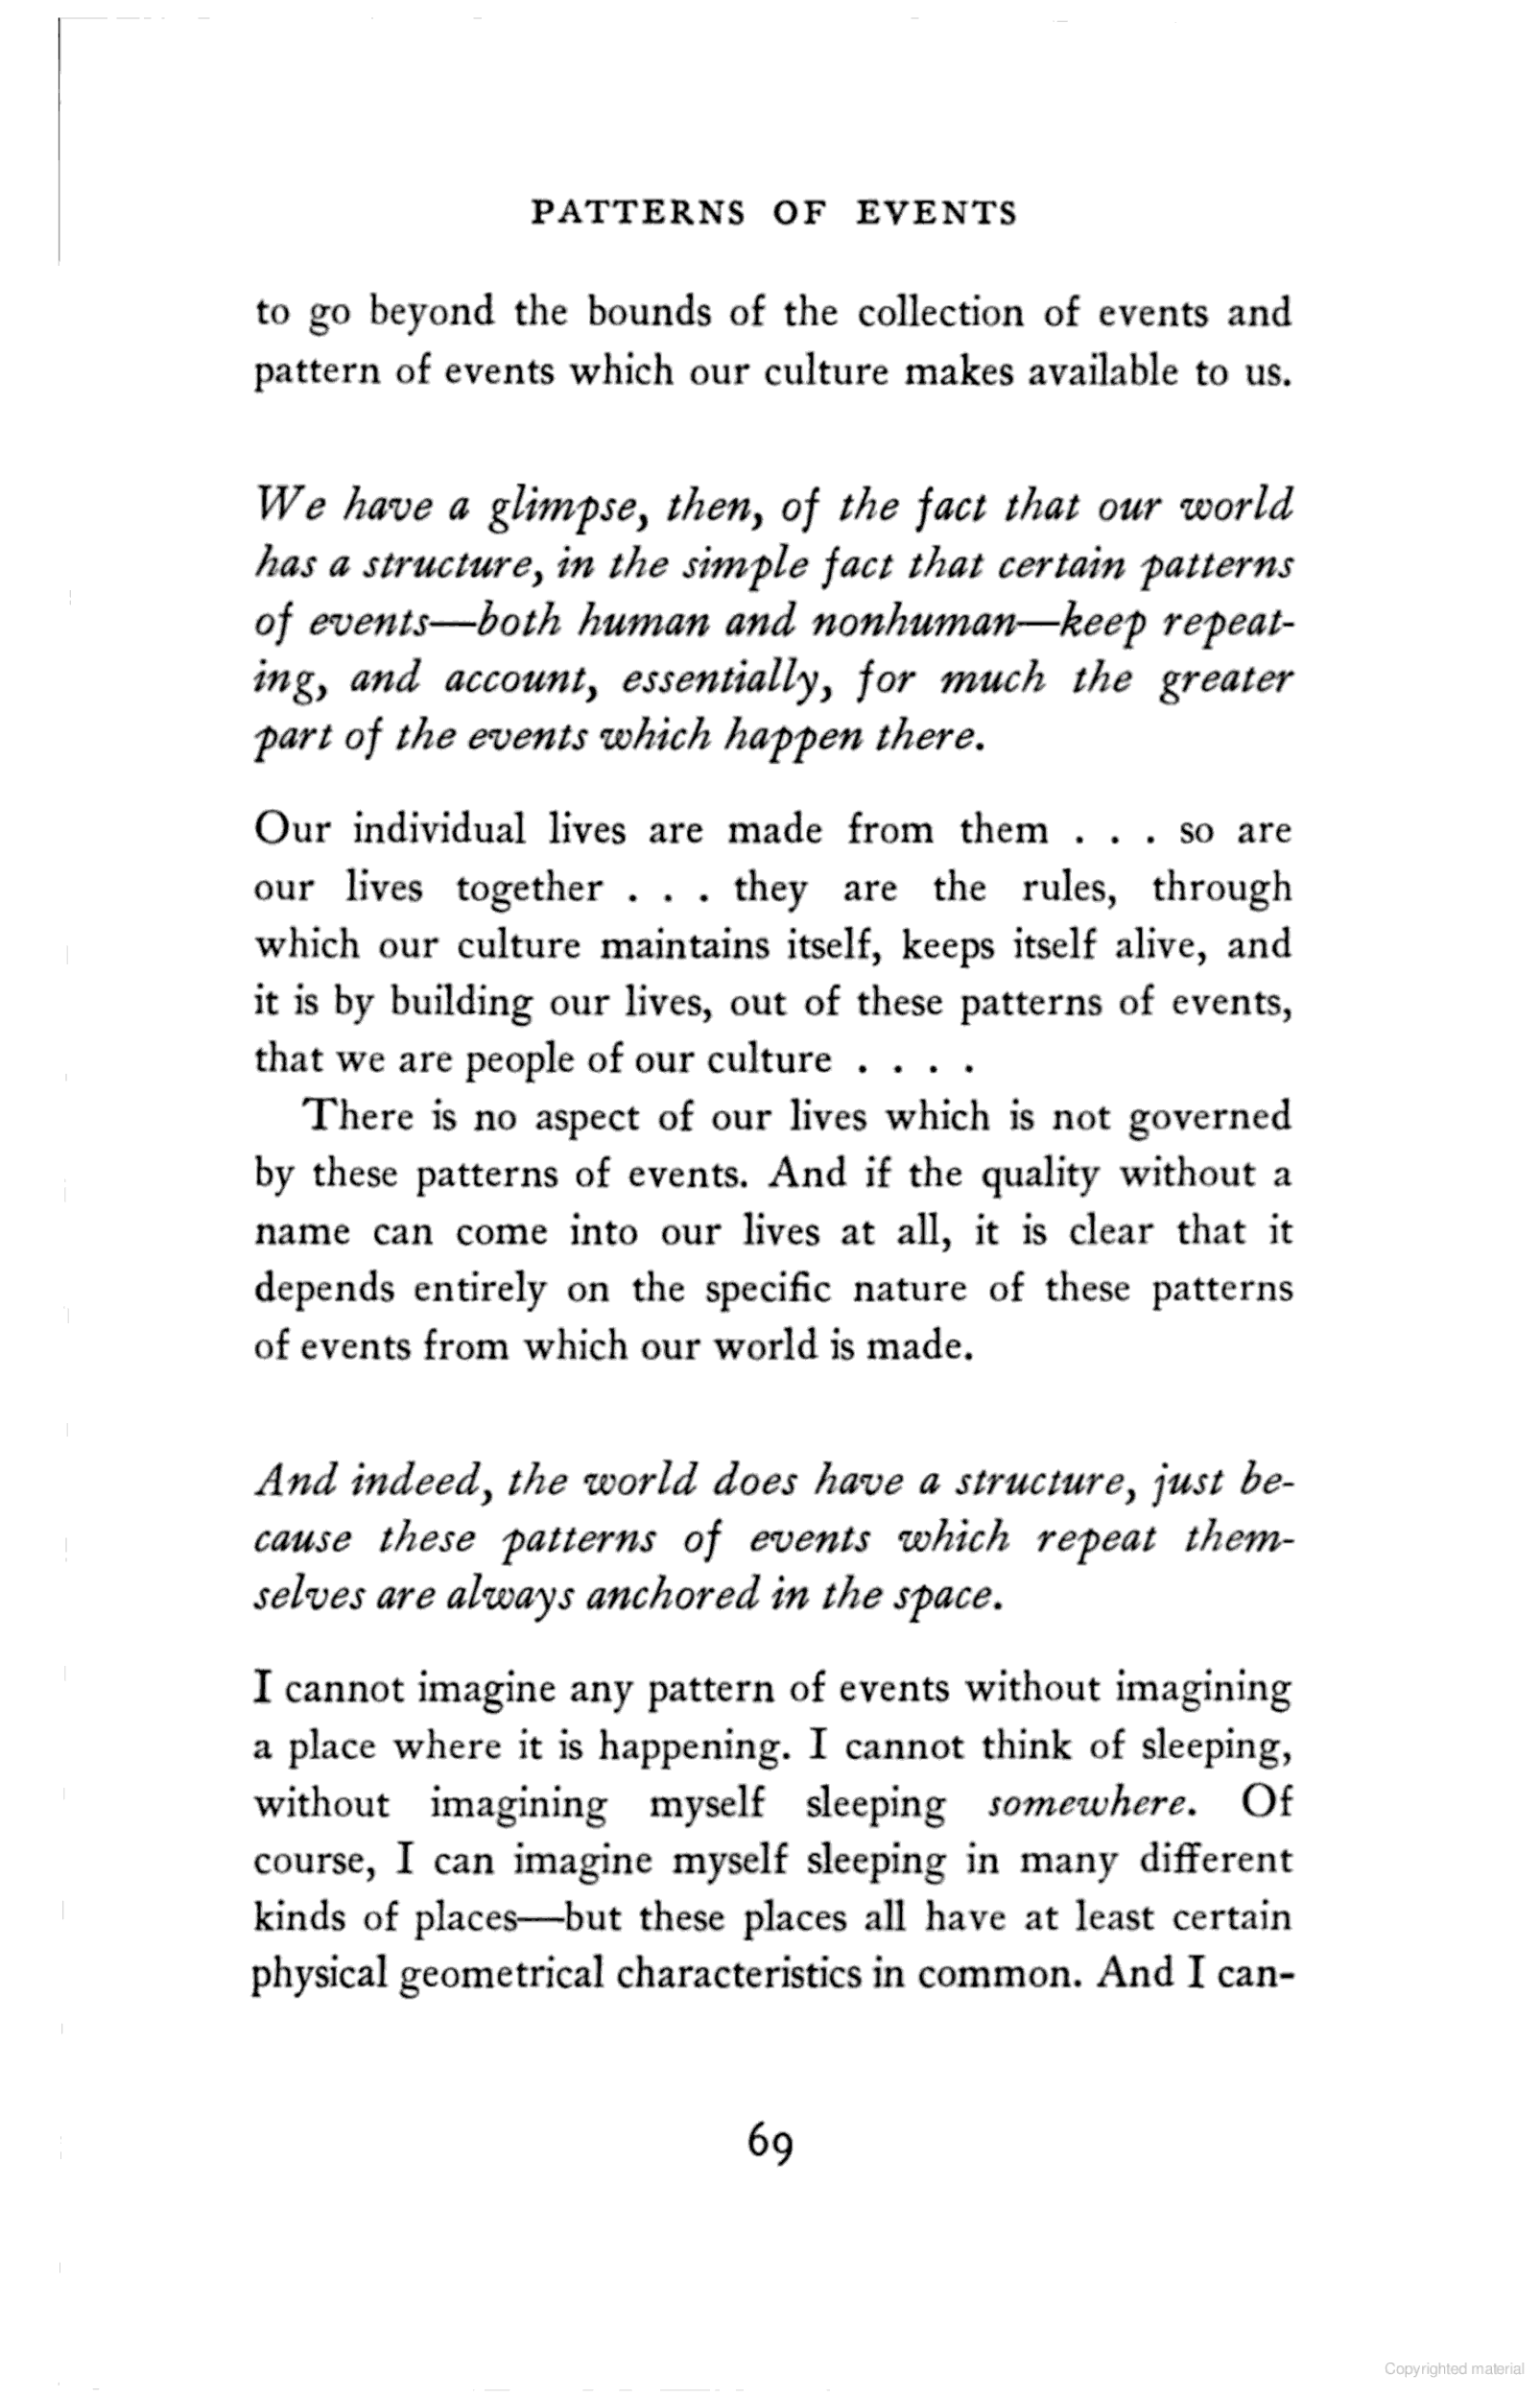 PATTERNS OF EVENTS
to go beyond the bounds of the collection of events and
pattern of events which our culture makes available to us.
We have a glimpse, then, of the fact that our world
has a structure, in the simple fact that certain patterns
of events—both human and nonhuman—keep repeat-
ing, and account, essentially, for much the greater
part of the events which happen there.
Our individual lives are made from them . . . so are
our lives together . . . they are the rules, through
which our culture maintains itself, keeps itself alive, and
it is by building our lives, out of these patterns of events,
that we are people of our culture . . . .
There is no aspect of our lives which is not governed
by these patterns of events. And if the quality without a
name can come into our lives at all, it is clear that it
depends entirely on the specific nature of these patterns
of events from which our world is made.
And indeed, the world does have a structure, just be-
cause these patterns of events which repeat them-
selves are always anchored in the space.
I cannot imagine any pattern of events without imagining
a place where it is happening. I cannot think of sleeping,
without imagining myself sleeping somewhere. Of
course, I can imagine myself sleeping in many different
kinds of places—but these places all have at least certain
physical geometrical characteristics in common. And I can-
69
Copyrighted material